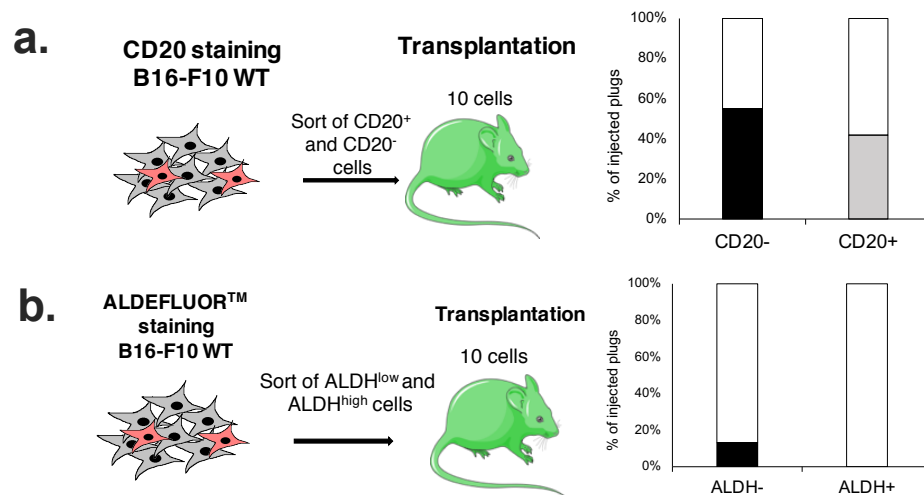 a.
CD20 staining
B16-F10 WT
Sort of CD20⁺
and CD20⁻
cells
Transplantation
10 cells
% of injected plugs
100%
80%
60%
40%
20%
0%
CD20-
CD20+
b.
ALDEFLUOR™
staining
B16-F10 WT
Sort of ALDHˡᵒʷ and
ALDHʰⁱᵍʰ cells
Transplantation
10 cells
% of injected plugs
100%
80%
60%
40%
20%
0%
ALDH-
ALDH+